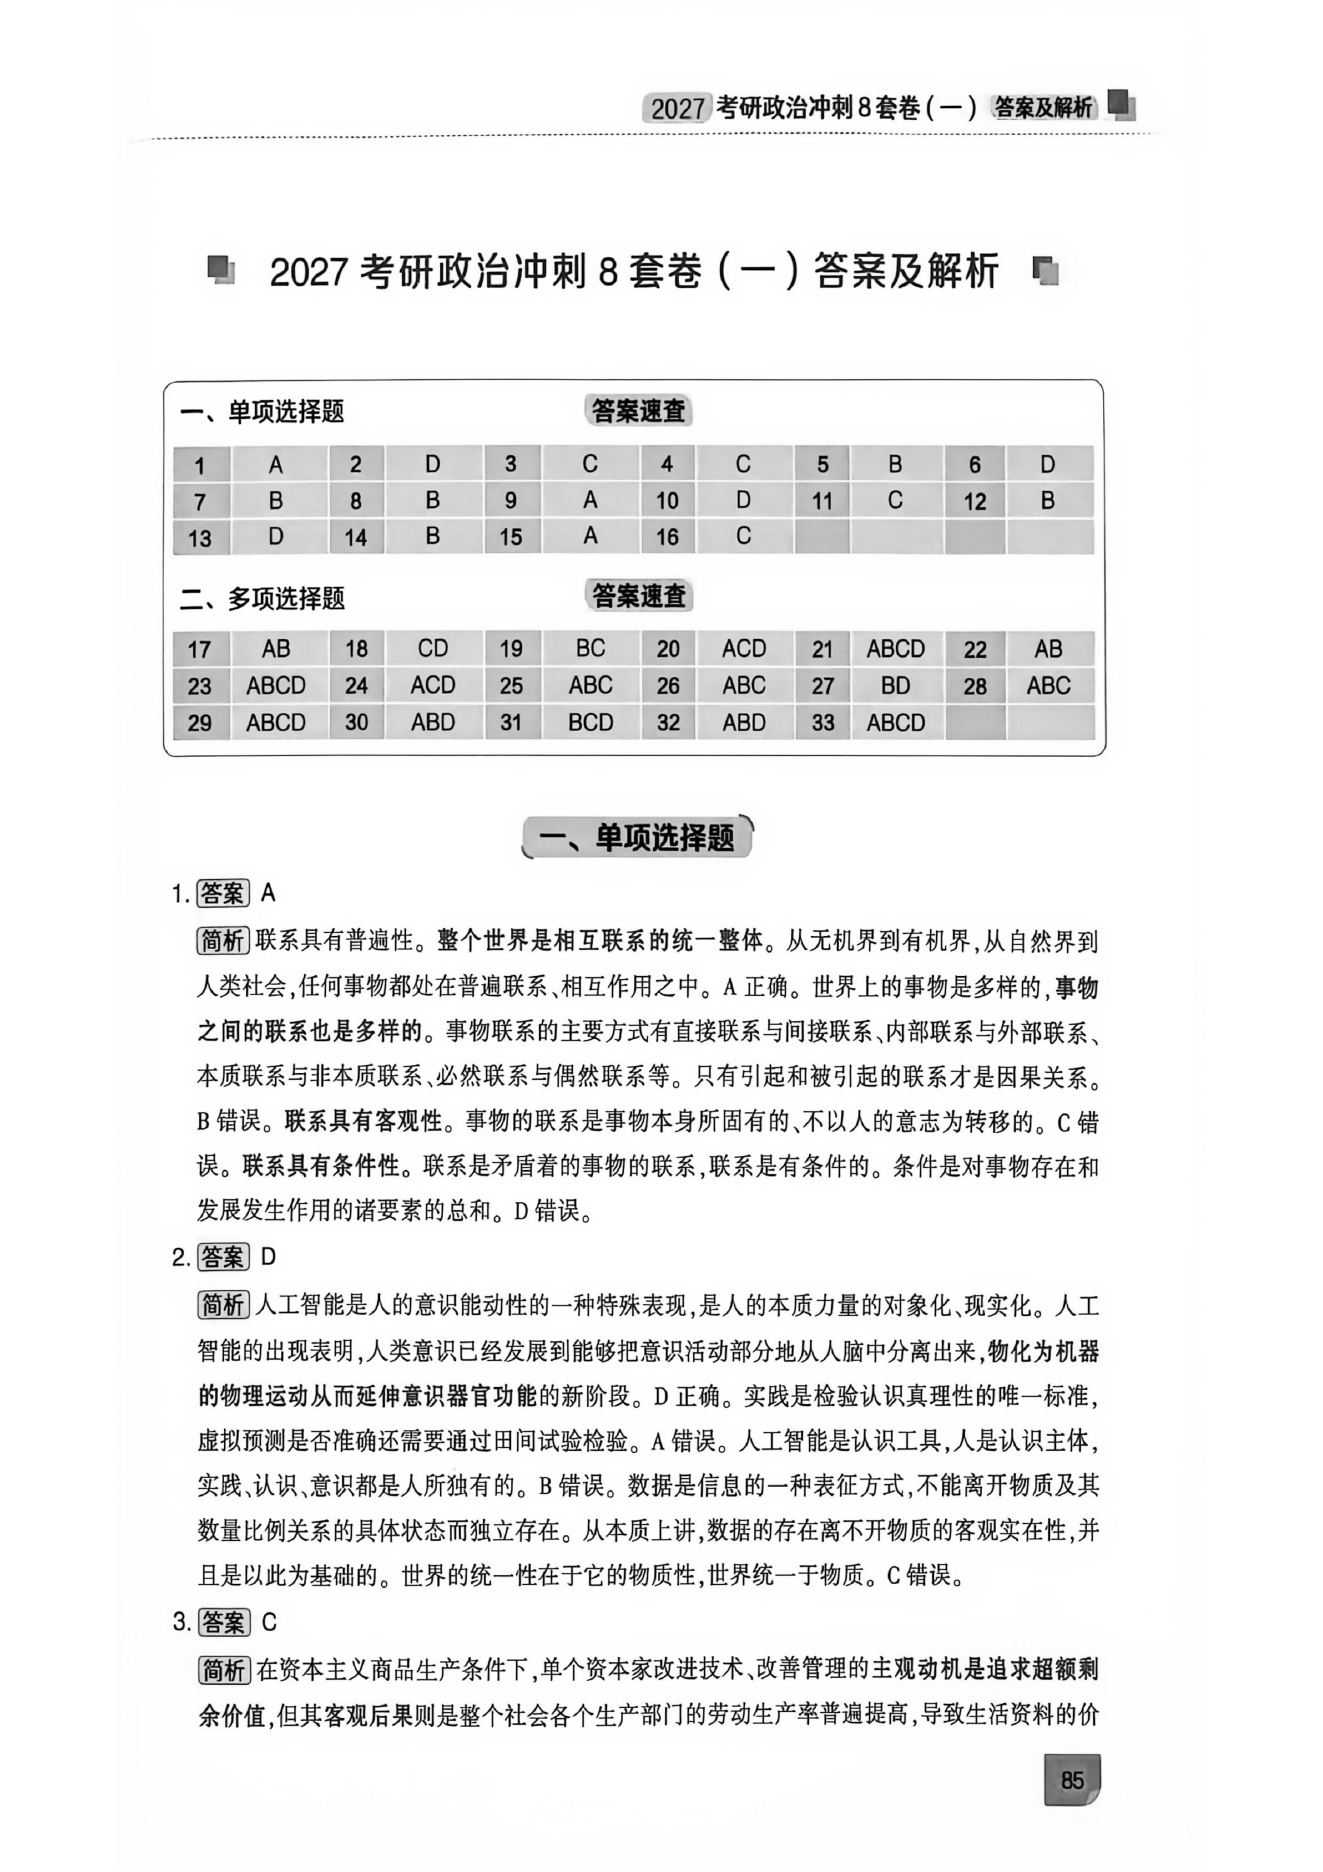 2027 考研政治冲刺8套卷(一) 答案及解析
2027 考研政治冲刺 8 套卷(一)答案及解析
一、单项选择题 答案速查
1 A 2 D 3 C 4 C 5 B 6 D
7 B 8 B 9 A 10 D 11 C 12 B
13 D 14 B 15 A 16 C
二、多项选择题 答案速查
17 AB 18 CD 19 BC 20 ACD 21 ABCD 22 AB
23 ABCD 24 ACD 25 ABC 26 ABC 27 BD 28 ABC
29 ABCD 30 ABD 31 BCD 32 ABD 33 ABCD
一、单项选择题
1. 答案 A
简析 联系具有普遍性。整个世界是相互联系的统一整体。从无机界到有机界,从自然界到
人类社会,任何事物都处在普遍联系、相互作用之中。A 正确。世界上的事物是多样的,事物
之间的联系也是多样的。事物联系的主要方式有直接联系与间接联系、内部联系与外部联系、
本质联系与非本质联系、必然联系与偶然联系等。只有引起和被引起的联系才是因果关系。
B 错误。联系具有客观性。事物的联系是事物本身所固有的、不以人的意志为转移的。C 错
误。联系具有条件性。联系是矛盾着的事物的联系,联系是有条件的。条件是对事物存在和
发展发生作用的诸要素的总和。D 错误。
2. 答案 D
简析 人工智能是人的意识能动性的一种特殊表现,是人的本质力量的对象化、现实化。人工
智能的出现表明,人类意识已经发展到能够把意识活动部分地从人脑中分离出来,物化为机器
的物理运动从而延伸意识器官功能的新阶段。D 正确。实践是检验认识真理性的唯一标准,
虚拟预测是否准确还需要通过田间试验检验。A 错误。人工智能是认识工具,人是认识主体,
实践、认识、意识都是人所独有的。B 错误。数据是信息的一种表征方式,不能离开物质及其
数量比例关系的具体状态而独立存在。从本质上讲,数据的存在离不开物质的客观实在性,并
且是以此为基础的。世界的统一性在于它的物质性,世界统一于物质。C 错误。
3. 答案 C
简析 在资本主义商品生产条件下,单个资本家改进技术、改善管理的主观动机是追求超额剩
余价值,但其客观后果则是整个社会各个生产部门的劳动生产率普遍提高,导致生活资料的价
85